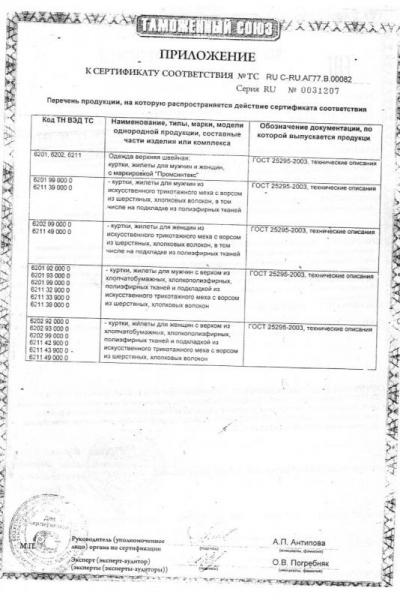 ТАМОЖЕННЫЙ СОЮЗ
ПРИЛОЖЕНИЕ
К СЕРТИФИКАТУ СООТВЕТСТВИЯ № ТС RU C-RU.АГ77.В.00082
Серия RU № 0031207
Перечень продукции, на которую распространяется действие сертификата соответствия
Код ТН ВЭД ТС
Наименование, типы, марки, модели
однородной продукции, составные
части изделия или комплекса
Обозначение документации, по
которой выпускается продукци
6201, 6202, 6211
Одежда верхняя швейная:
куртки, жилеты для мужчин и женщин,
с маркировкой "Промсинтекс"
ГОСТ 25295-2003, технические описания
6201 99 000 0
6211 39 000 0
- куртки, жилеты для мужчин из
искусственного трикотажного меха с ворсом
из шерстяных, хлопковых волокон, в том
числе на подкладке из полиэфирных тканей
ГОСТ 25295-2003, технические описания
6202 99 000 0
6211 49 000 0
- куртки, жилеты для женщин из
искусственного трикотажного меха с ворсом
из шерстяных, хлопковых волокон, в том
числе на подкладке из полиэфирных тканей
ГОСТ 25295-2003, технические описания
6201 92 000 0
6201 93 000 0
6201 99 000 0
6211 32 900 0
6211 33 900 0
6211 39 000 0
- куртки, жилеты для мужчин с верхом из
хлопчатобумажных, хлопкополиэфирных,
полиэфирных тканей и подкладкой из
искусственного трикотажного меха с ворсом
из шерстяных, хлопковых волокон
ГОСТ 25295-2003, технические описания
6202 92 000 0
6202 93 000 0
6202 99 000 0
6211 42 900 0
6211 43 900 0
6211 49 000 0
- куртки, жилеты для женщин с верхом из
хлопчатобумажных, хлопкополиэфирных,
полиэфирных тканей и подкладкой из
искусственного трикотажного меха с ворсом
из шерстяных, хлопковых волокон
ГОСТ 25295-2003, технические описания
Для
сертификатов
М.П.
Руководитель (уполномоченное
лицо) органа по сертификации
(подпись)
А.П. Антипова
(инициалы, фамилия)
Эксперт (эксперт-аудитор)
(эксперты (эксперты-аудиторы))
(подпись)
О.В. Погребняк
(инициалы, фамилия)